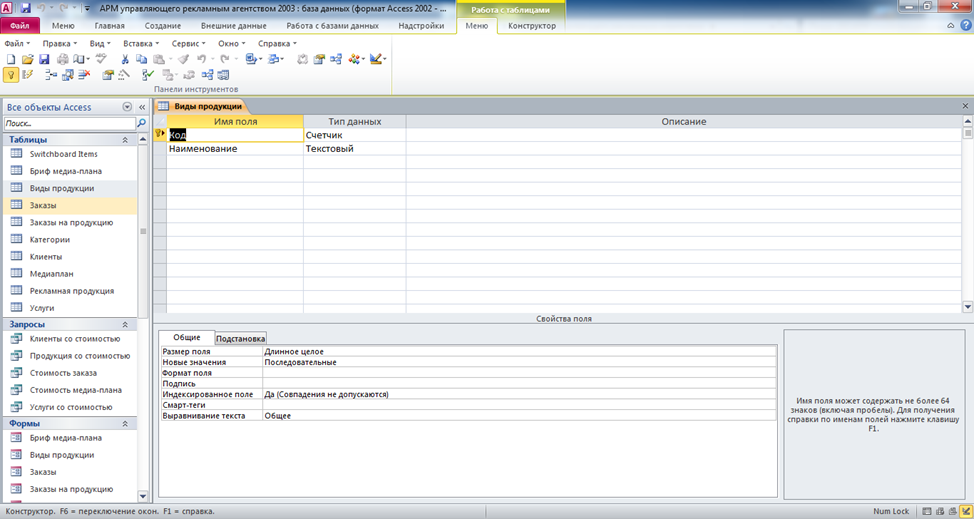 АРМ управляющего рекламным агентством 2003 : база данных (формат Access 2002 - ...
Работа с таблицами
Файл Меню Главная Создание Внешние данные Работа с базами данных Надстройки Меню Конструктор
Файл Правка Вид Вставка Сервис Окно Справка
Панели инструментов
Все объекты Access
Поиск...
Таблицы
Switchboard Items
Бриф медиа-плана
Виды продукции
Заказы
Заказы на продукцию
Категории
Клиенты
Медиаплан
Рекламная продукция
Услуги
Запросы
Клиенты со стоимостью
Продукция со стоимостью
Стоимость заказа
Стоимость медиа-плана
Услуги со стоимостью
Формы
Бриф медиа-плана
Виды продукции
Заказы
Заказы на продукцию
Виды продукции
Имя поля Тип данных Описание
Код Счетчик
Наименование Текстовый
Свойства поля
Общие Подстановка
Размер поля Длинное целое
Новые значения Последовательные
Формат поля
Подпись
Индексированное поле Да (Совпадения не допускаются)
Смарт-теги
Выравнивание текста Общее
Имя поля может содержать не более 64
знаков (включая пробелы). Для получения
справки по именам полей нажмите клавишу
F1.
Конструктор. F6 = переключение окон. F1 = справка.
Num Lock